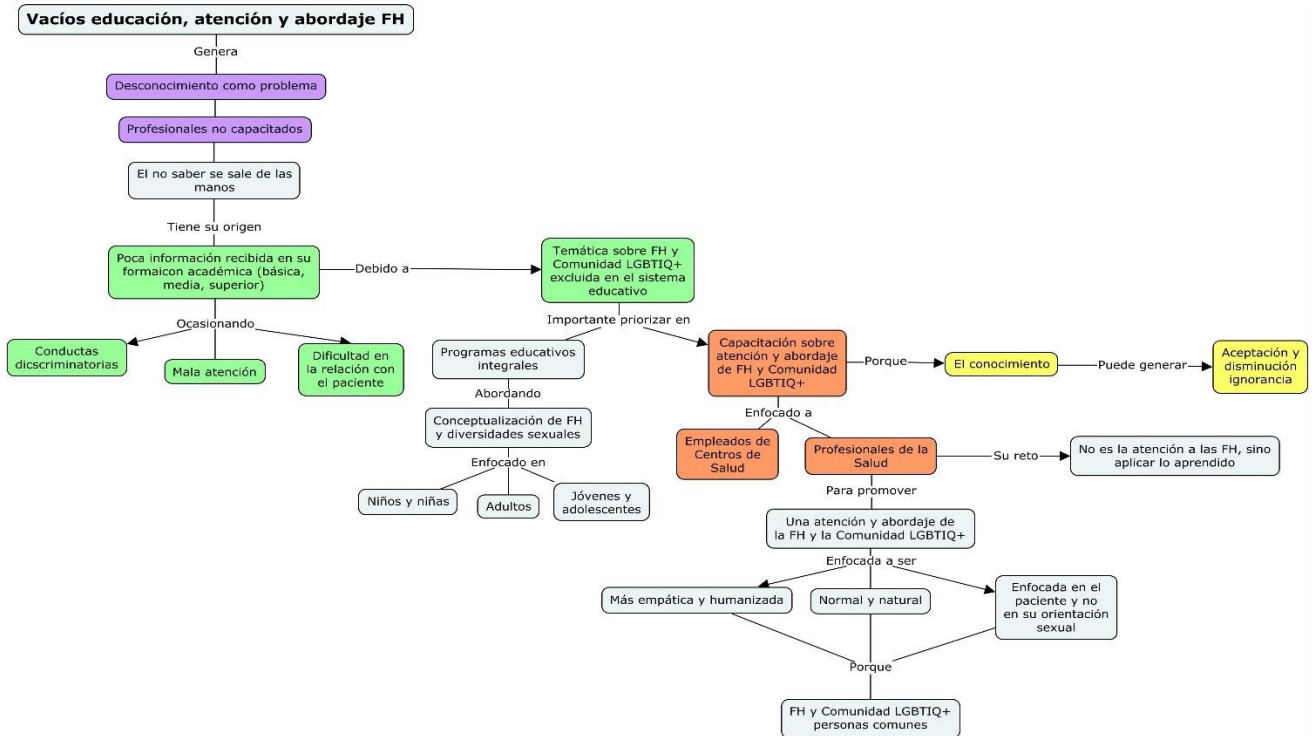 Vacíos educación, atención y abordaje FH
Genera
Desconocimiento como problema
Profesionales no capacitados
El no saber se sale de las
manos
Tiene su origen
Poca información recibida en su
formaicon académica (básica,
media, superior)
Debido a
Temática sobre FH y
Comunidad LGBTIQ+
excluida en el sistema
educativo
Ocasionando
Conductas
dicscriminatorias
Mala atención
Dificultad en
la relación con
el paciente
Importante priorizar en
Programas educativos
integrales
Abordando
Conceptualización de FH
y diversidades sexuales
Enfocado en
Niños y niñas
Adultos
Jóvenes y
adolescentes
Capacitación sobre
atención y abordaje
de FH y Comunidad
LGBTIQ+
Porque
El conocimiento
Puede generar
Aceptación y
disminución
ignorancia
Enfocado a
Empleados de
Centros de
Salud
Profesionales de la
Salud
Su reto
No es la atención a las FH, sino
aplicar lo aprendido
Para promover
Una atención y abordaje de
la FH y la Comunidad LGBTIQ+
Enfocada a ser
Más empática y humanizada
Normal y natural
Enfocada en el
paciente y no
en su orientación
sexual
Porque
FH y Comunidad LGBTIQ+
personas comunes